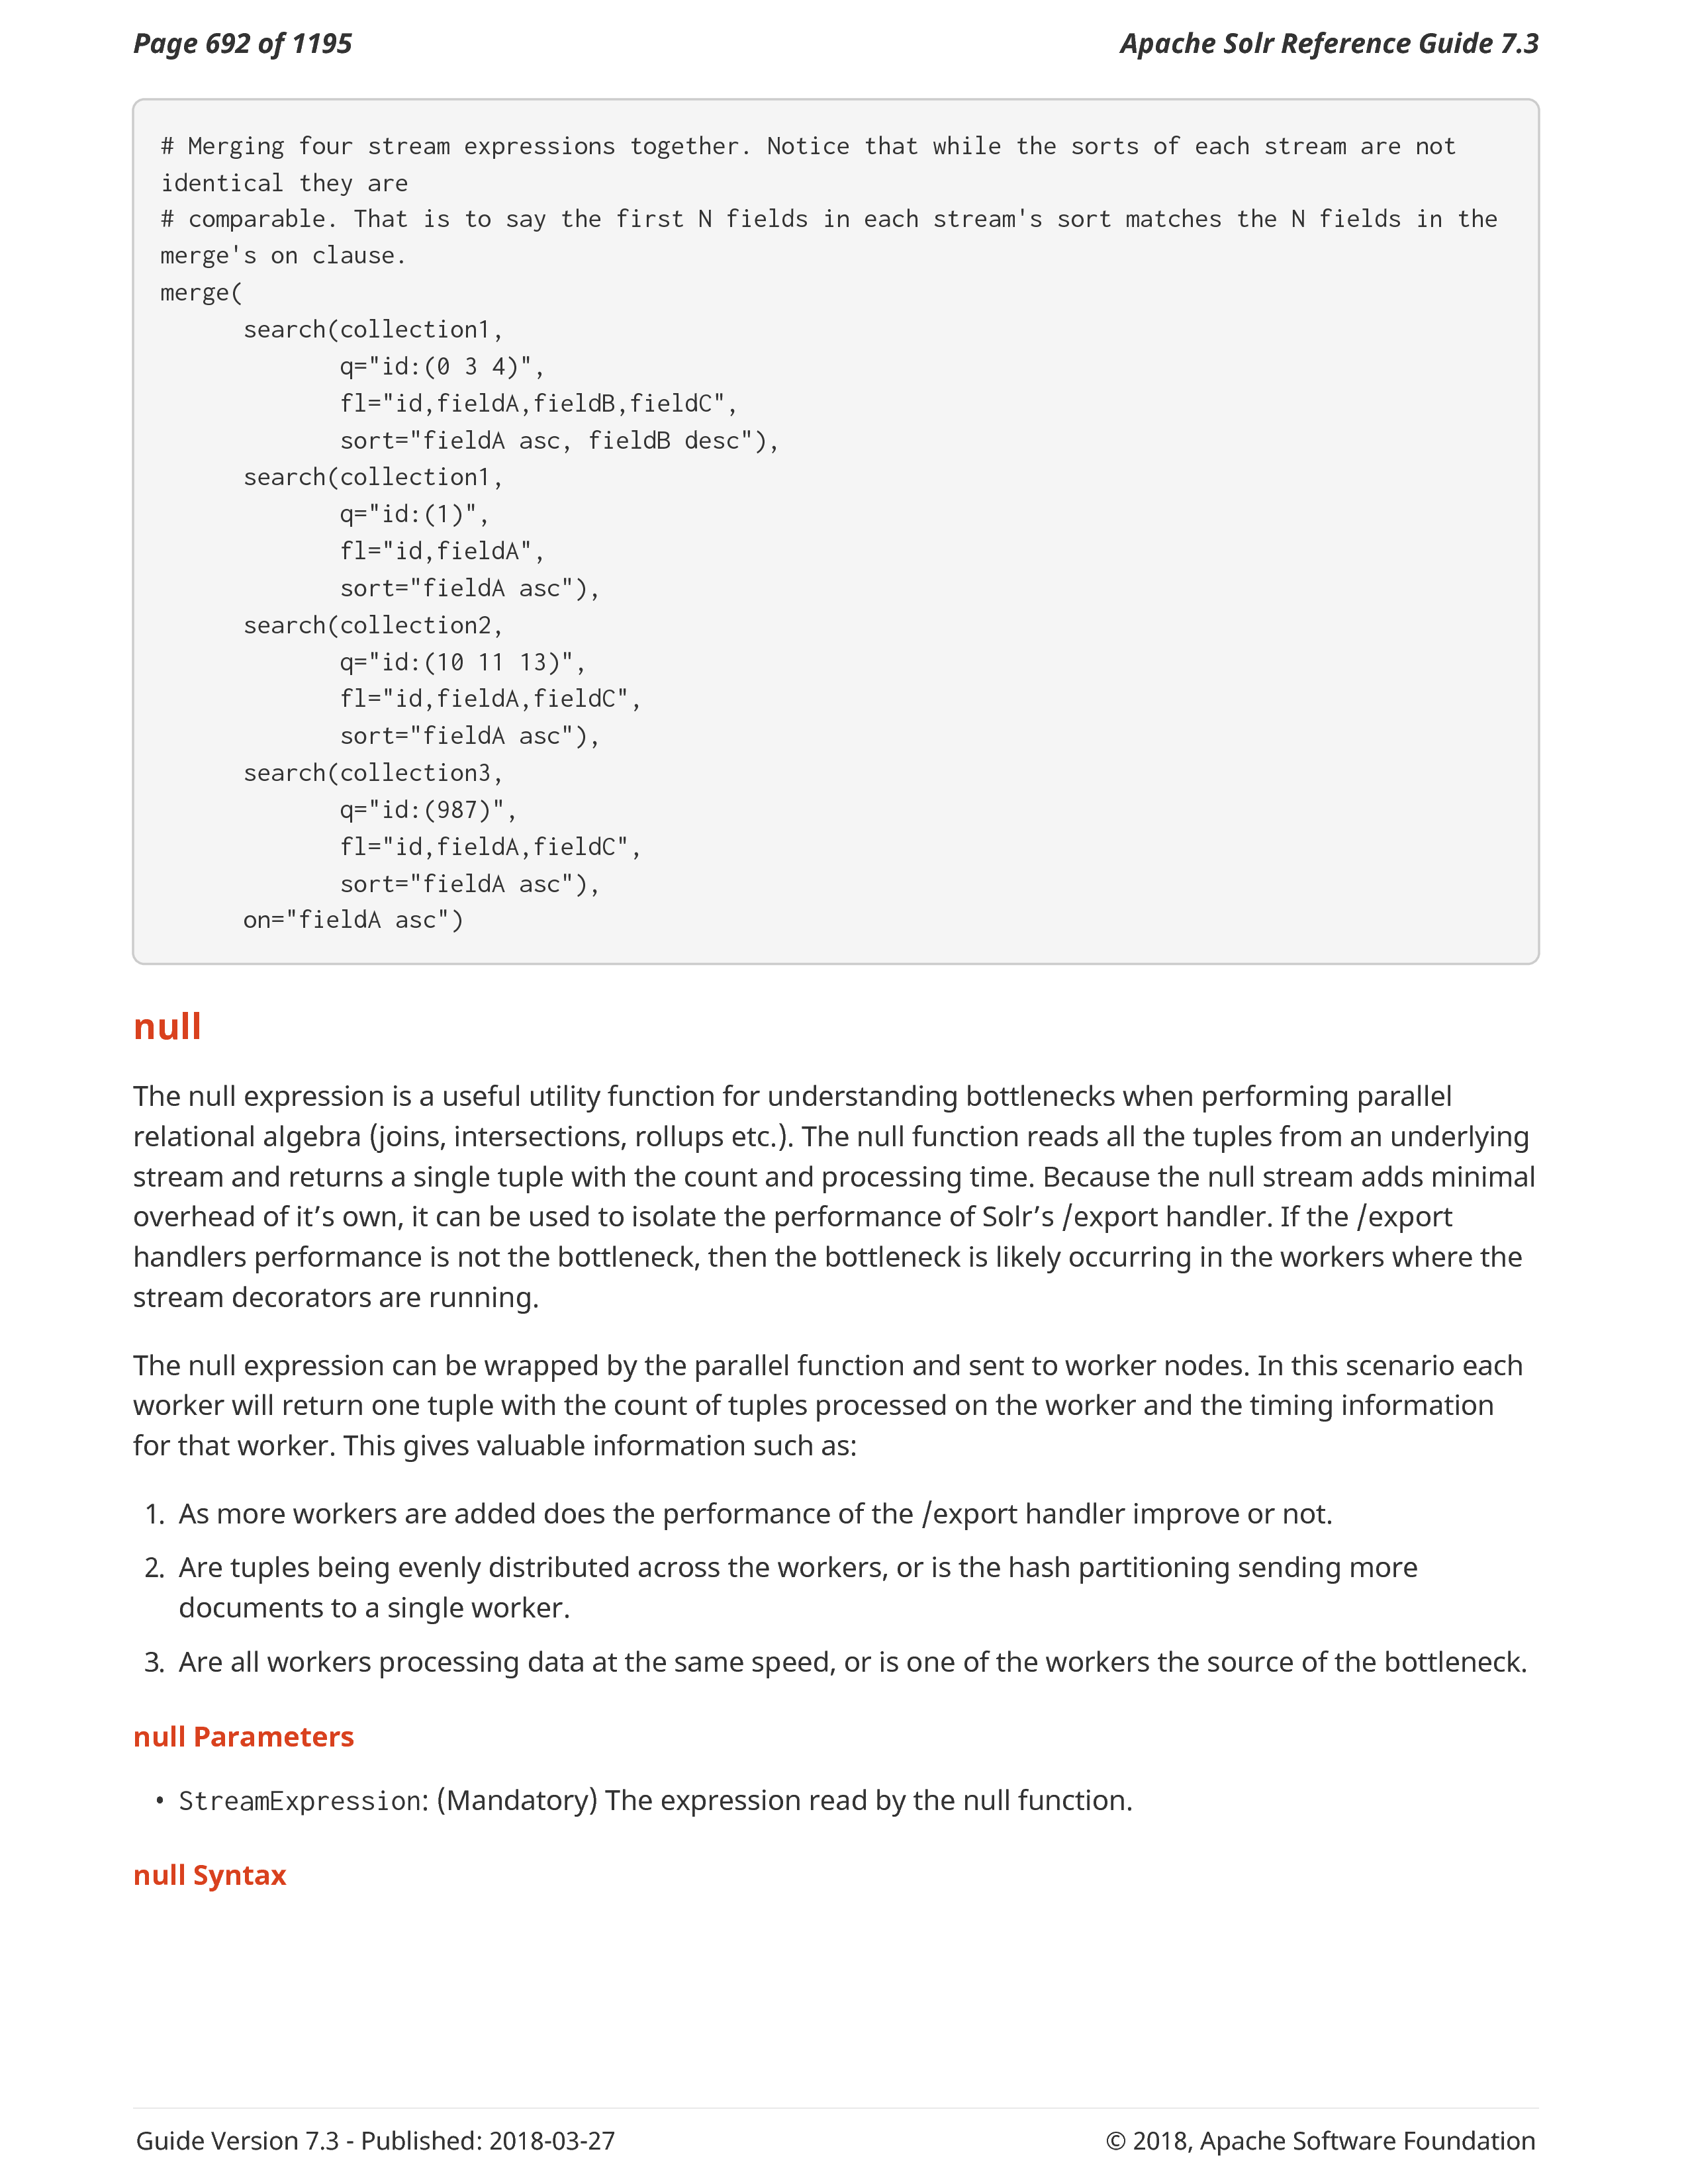 Page 692 of 1195
Apache Solr Reference Guide 7.3
# Merging four stream expressions together. Notice that while the sorts of each stream are not
identical they are
# comparable. That is to say the first N fields in each stream's sort matches the N fields in the
merge's on clause.
merge(
      search(collection1,
             q="id:(0 3 4)",
             fl="id,fieldA,fieldB,fieldC",
             sort="fieldA asc, fieldB desc"),
      search(collection1,
             q="id:(1)",
             fl="id,fieldA",
             sort="fieldA asc"),
      search(collection2,
             q="id:(10 11 13)",
             fl="id,fieldA,fieldC",
             sort="fieldA asc"),
      search(collection3,
             q="id:(987)",
             fl="id,fieldA,fieldC",
             sort="fieldA asc"),
      on="fieldA asc")
null
The null expression is a useful utility function for understanding bottlenecks when performing parallel
relational algebra (joins, intersections, rollups etc.). The null function reads all the tuples from an underlying
stream and returns a single tuple with the count and processing time. Because the null stream adds minimal
overhead of it’s own, it can be used to isolate the performance of Solr’s /export handler. If the /export
handlers performance is not the bottleneck, then the bottleneck is likely occurring in the workers where the
stream decorators are running.
The null expression can be wrapped by the parallel function and sent to worker nodes. In this scenario each
worker will return one tuple with the count of tuples processed on the worker and the timing information
for that worker. This gives valuable information such as:
1. As more workers are added does the performance of the /export handler improve or not.
2. Are tuples being evenly distributed across the workers, or is the hash partitioning sending more
documents to a single worker.
3. Are all workers processing data at the same speed, or is one of the workers the source of the bottleneck.
null Parameters
• StreamExpression: (Mandatory) The expression read by the null function.
null Syntax
Guide Version 7.3 - Published: 2018-03-27
© 2018, Apache Software Foundation